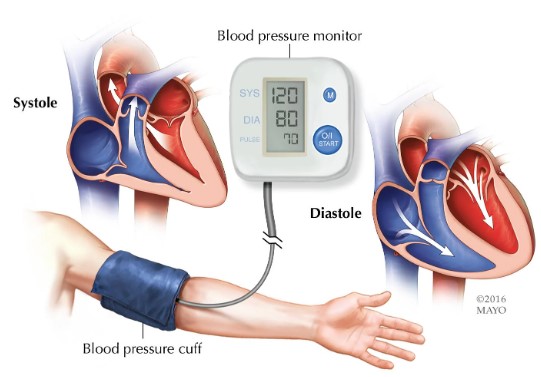 Blood pressure monitor
Systole
SYS 120 M
DIA 80
PULSE 70
O/I
START
Diastole
©2016
MAYO
Blood pressure cuff